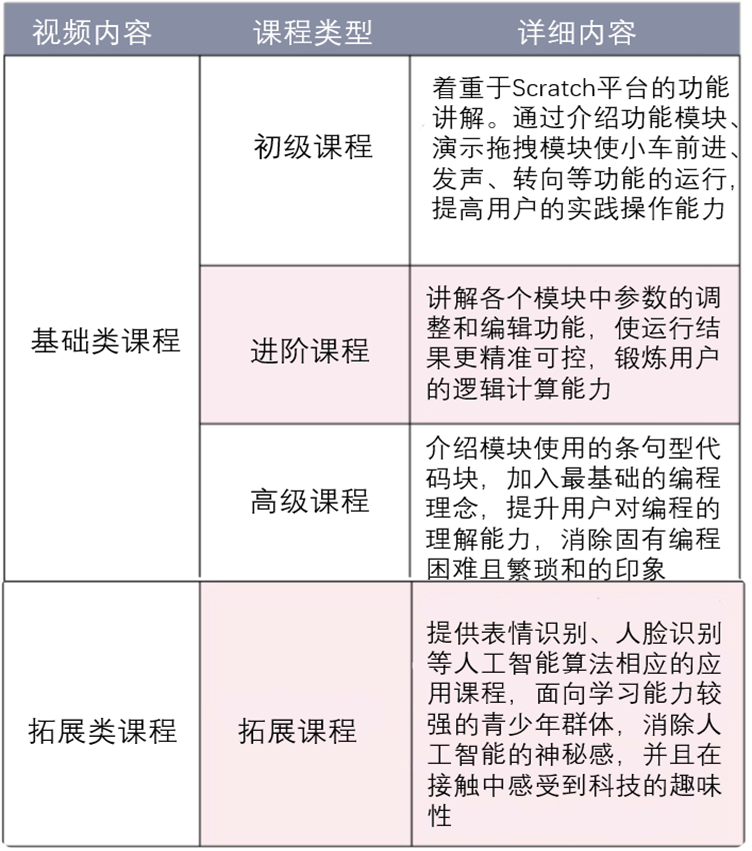 视频内容 课程类型 详细内容
基础类课程
初级课程
着重于Scratch平台的功能
讲解。通过介绍功能模块、
演示拖拽模块使小车前进、
发声、转向等功能的运行，
提高用户的实践操作能力
进阶课程
讲解各个模块中参数的调
整和编辑功能，使运行结
果更精准可控，锻炼用户
的逻辑计算能力
高级课程
介绍模块使用的条句型代
码块，加入最基础的编程
理念，提升用户对编程的
理解能力，消除固有编程
困难且繁琐和的印象
拓展类课程
拓展课程
提供表情识别、人脸识别
等人工智能算法相应的应
用课程，面向学习能力较
强的青少年群体，消除人
工智能的神秘感，并且在
接触中感受到科技的趣味
性